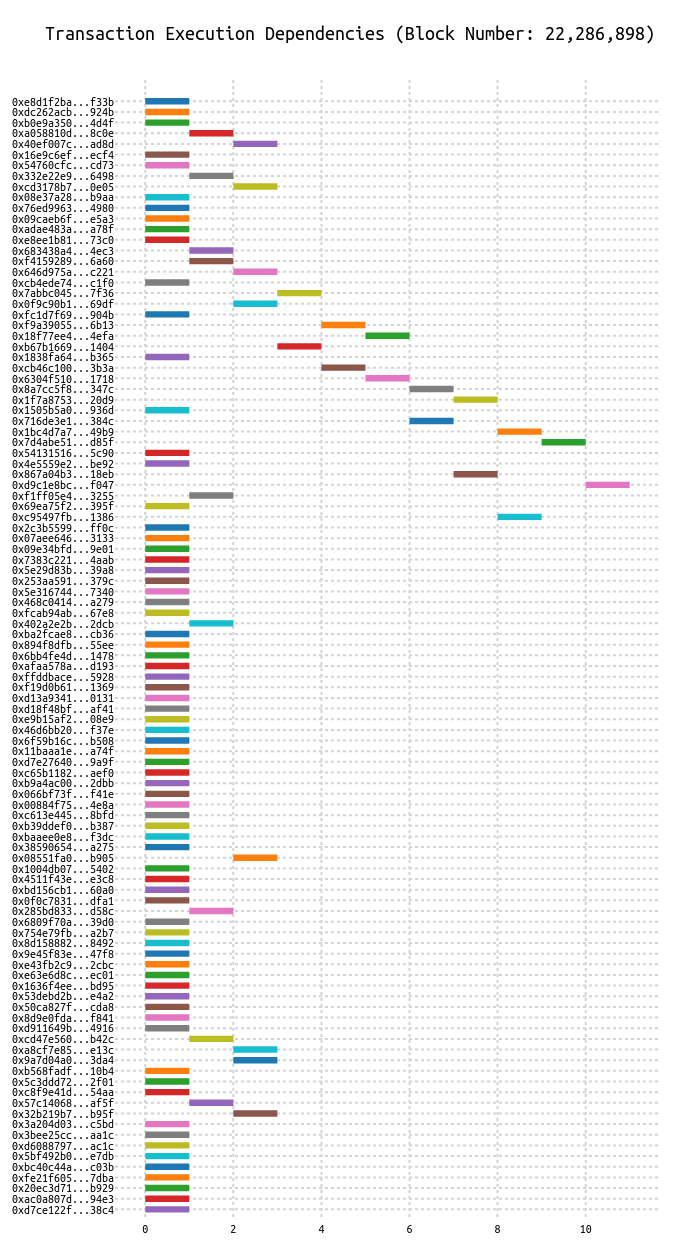 Transaction Execution Dependencies (Block Number: 22,286,898)
0xe8d1f2ba...f33b
0xdc262acb...924b
0xb0e9a350...4d4f
0xa058810d...8c0e
0x40ef007c...ad8d
0x16e9c6ef...ecf4
0x54760cfc...cd73
0x332e22e9...6498
0xcd3178b7...0e05
0x08e37a28...b9aa
0x76ed9963...4980
0x09caeb6f...e5a3
0xadae483a...a78f
0xe8ee1b81...73c0
0x683438a4...4ec3
0xf4159289...6a60
0x646d975a...c221
0xcb4ede74...c1f0
0x7abbc045...7f36
0x0f9c90b1...69df
0xfc1d7f69...904b
0xf9a39055...6b13
0x18f77ee4...4efa
0xb67b1669...1404
0x1838fa64...b365
0xcb46c100...3b3a
0x6304f510...1718
0x8a7cc5f8...347c
0x1f7a8753...20d9
0x1505b5a0...936d
0x716de3e1...384c
0x1bc4d7a7...49b9
0x7d4abe51...d85f
0x54131516...5c90
0x4e5559e2...be92
0x867a04b3...18eb
0xd9c1e8bc...f047
0xf1ff05e4...3255
0x69ea75f2...395f
0xc95497fb...1386
0x2c3b5599...ff0c
0x07aee646...3133
0x09e34bfd...9e01
0x7383c221...4aab
0x5e29d83b...39a8
0x253aa591...379c
0x5e316744...7340
0x468c0414...a279
0xfcab94ab...67e8
0x402a2e2b...2dcb
0xba2fcae8...cb36
0x894f8dfb...55ee
0x6bb4fe4d...1478
0xafaa578a...d193
0xffddbace...5928
0xf19d0b61...1369
0xd13a9341...0131
0xd18f48bf...af41
0xe9b15af2...08e9
0x46d6bb20...f37e
0x6f59b16c...b508
0x11baaa1e...a74f
0xd7e27640...9a9f
0xc65b1182...aef0
0xb9a4ac00...2dbb
0x066bf73f...f41e
0x00884f75...4e8a
0xc613e445...8bfd
0xb39ddef0...b387
0xbaaee0e8...f3dc
0x38590654...a275
0x08551fa0...b905
0x1004db07...5402
0x4511f43e...e3c8
0xbd156cb1...60a0
0x0f0c7831...dfa1
0x285bd833...d58c
0x6809f70a...39d0
0x754e79fb...a2b7
0x8d158882...8492
0x9e45f83e...47f8
0xe43fb2c9...2cbc
0xe63e6d8c...ec01
0x1636f4ee...bd95
0x53debd2b...e4a2
0x50ca827f...cda8
0x8d9e0fda...f841
0xd911649b...4916
0xcd47e560...b42c
0xa8cf7e85...e13c
0x9a7d04a0...3da4
0xb568fadf...10b4
0x5c3ddd72...2f01
0xc8f9e41d...54aa
0x57c14068...af5f
0x32b219b7...b95f
0x3a204d03...c5bd
0x3bee25cc...aa1c
0xd6088797...ac1c
0x5bf492b0...e7db
0xbc40c44a...c03b
0xfe21f605...7dba
0x20ec3d71...b929
0xac0a807d...94e3
0xd7ce122f...38c4
0 2 4 6 8 10